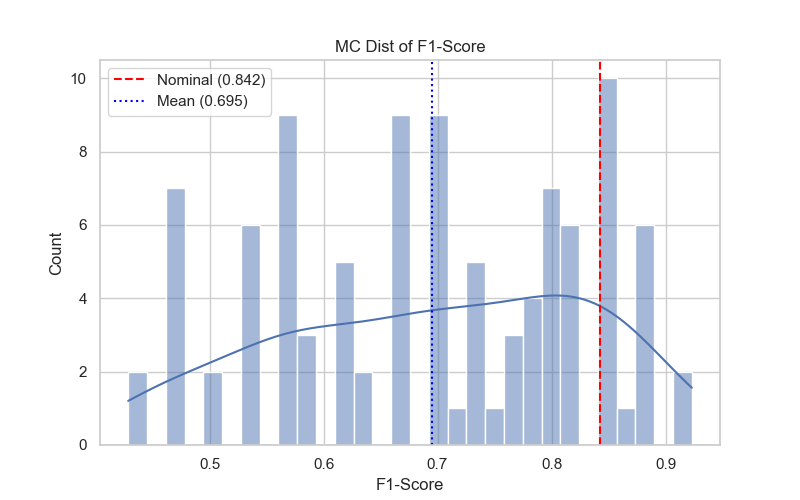 MC Dist of F1-Score
Nominal (0.842)
Mean (0.695)
10
8
6
4
2
0
Count
0.5 0.6 0.7 0.8 0.9
F1-Score